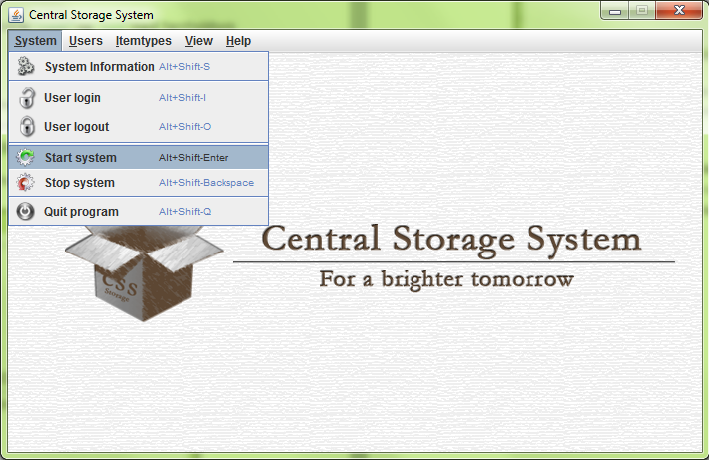 Central Storage System
System Users Itemtypes View Help
System Information Alt+Shift-S
User login Alt+Shift-I
User logout Alt+Shift-O
Start system Alt+Shift-Enter
Stop system Alt+Shift-Backspace
Quit program Alt+Shift-Q
Central Storage System
For a brighter tomorrow
CSS
Storage